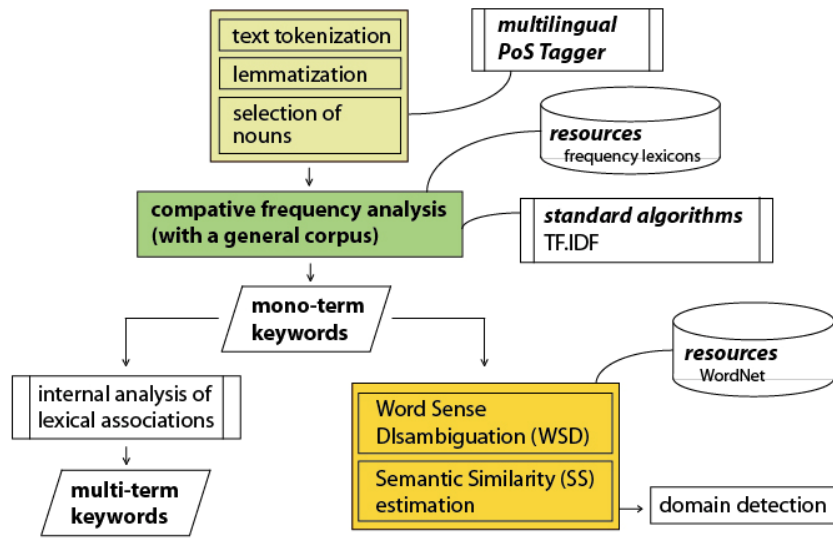 text tokenization
lemmatization
selection of
nouns
multilingual
PoS Tagger
resources
frequency lexicons
compative frequency analysis
(with a general corpus)
standard algorithms
TF.IDF
mono-term
keywords
resources
WordNet
internal analysis of
lexical associations
Word Sense
DIsambiguation (WSD)
Semantic Similarity (SS)
estimation
multi-term
keywords
domain detection